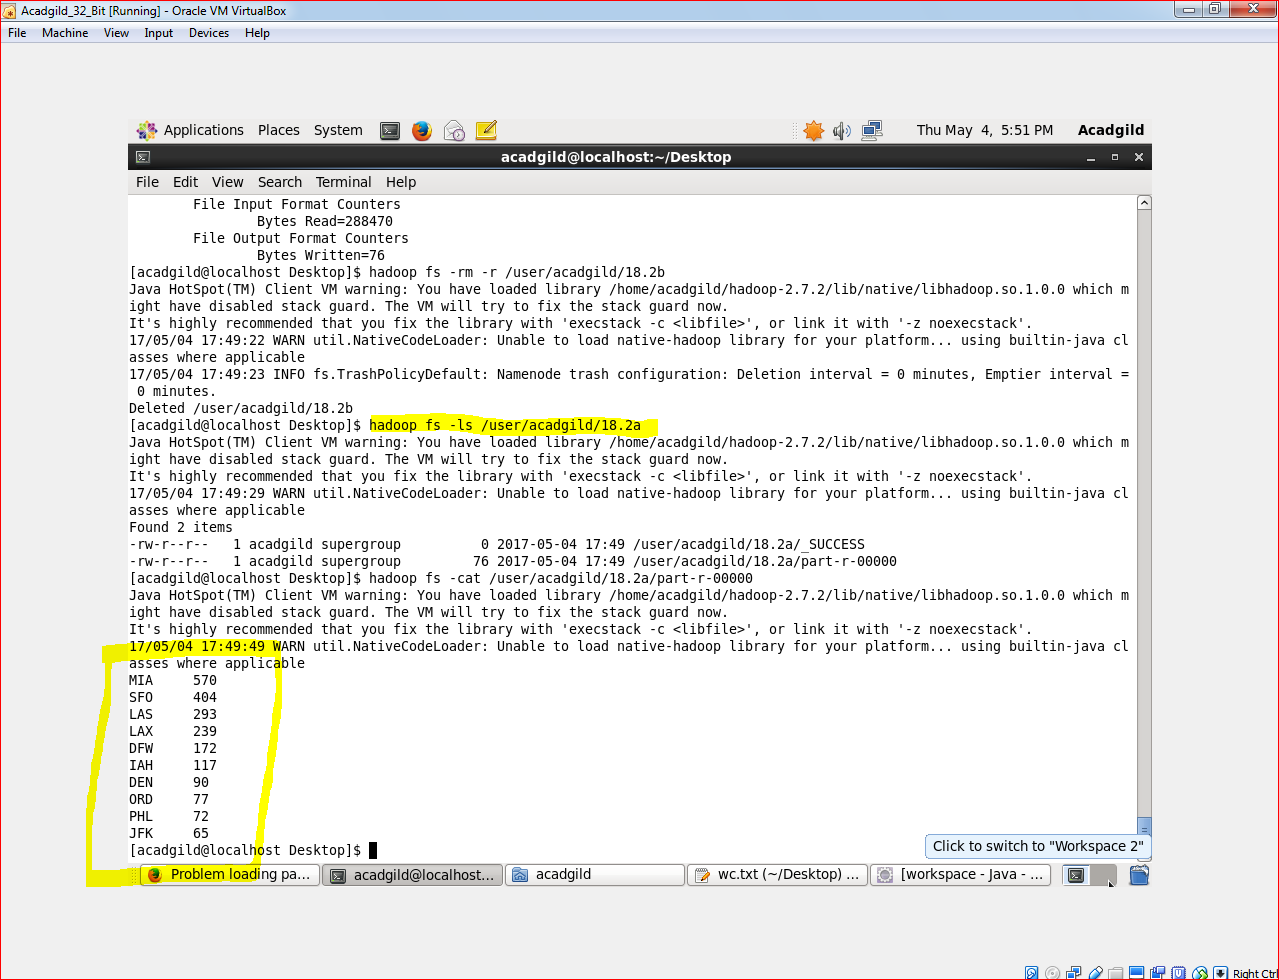 Acadgild_32_Bit [Running] - Oracle VM VirtualBox
File Machine View Input Devices Help
Applications Places System Thu May 4, 5:51 PM Acadgild
acadgild@localhost:~/Desktop
File Edit View Search Terminal Help
File Input Format Counters
Bytes Read=288470
File Output Format Counters
Bytes Written=76
[acadgild@localhost Desktop]$ hadoop fs -rm -r /user/acadgild/18.2b
Java HotSpot(TM) Client VM warning: You have loaded library /home/acadgild/hadoop-2.7.2/lib/native/libhadoop.so.1.0.0 which m
ight have disabled stack guard. The VM will try to fix the stack guard now.
It's highly recommended that you fix the library with 'execstack -c <libfile>', or link it with '-z noexecstack'.
17/05/04 17:49:22 WARN util.NativeCodeLoader: Unable to load native-hadoop library for your platform... using builtin-java cl
asses where applicable
17/05/04 17:49:23 INFO fs.TrashPolicyDefault: Namenode trash configuration: Deletion interval = 0 minutes, Emptier interval =
0 minutes.
Deleted /user/acadgild/18.2b
[acadgild@localhost Desktop]$ hadoop fs -ls /user/acadgild/18.2a
Java HotSpot(TM) Client VM warning: You have loaded library /home/acadgild/hadoop-2.7.2/lib/native/libhadoop.so.1.0.0 which m
ight have disabled stack guard. The VM will try to fix the stack guard now.
It's highly recommended that you fix the library with 'execstack -c <libfile>', or link it with '-z noexecstack'.
17/05/04 17:49:29 WARN util.NativeCodeLoader: Unable to load native-hadoop library for your platform... using builtin-java cl
asses where applicable
Found 2 items
-rw-r--r-- 1 acadgild supergroup 0 2017-05-04 17:49 /user/acadgild/18.2a/_SUCCESS
-rw-r--r-- 1 acadgild supergroup 76 2017-05-04 17:49 /user/acadgild/18.2a/part-r-00000
[acadgild@localhost Desktop]$ hadoop fs -cat /user/acadgild/18.2a/part-r-00000
Java HotSpot(TM) Client VM warning: You have loaded library /home/acadgild/hadoop-2.7.2/lib/native/libhadoop.so.1.0.0 which m
ight have disabled stack guard. The VM will try to fix the stack guard now.
It's highly recommended that you fix the library with 'execstack -c <libfile>', or link it with '-z noexecstack'.
17/05/04 17:49:49 WARN util.NativeCodeLoader: Unable to load native-hadoop library for your platform... using builtin-java cl
asses where applicable
MIA 570
SFO 404
LAS 293
LAX 239
DFW 172
IAH 117
DEN 90
ORD 77
PHL 72
JFK 65
[acadgild@localhost Desktop]$
Click to switch to "Workspace 2"
Problem loading pa... acadgild@localhost... acadgild wc.txt (~/Desktop) ... [workspace - Java - ...
Right Ctrl